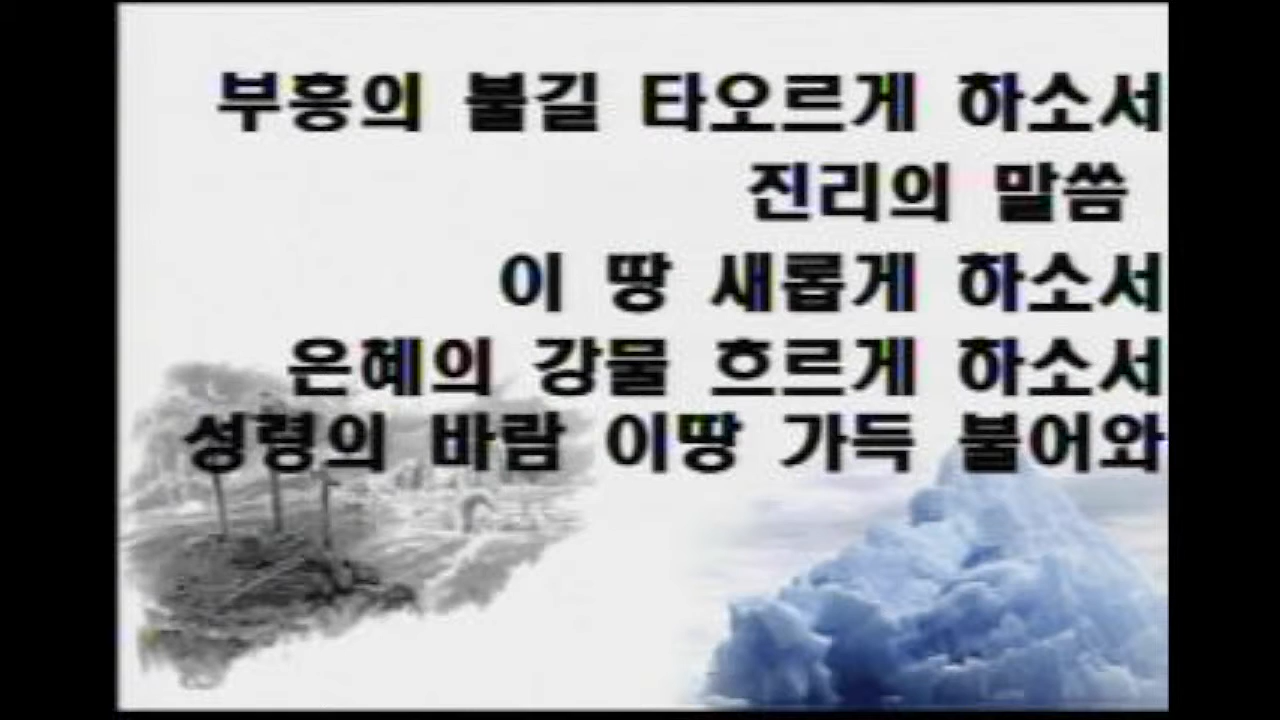 부흥의 불길 타오르게 하소서
진리의 말씀
이 땅 새롭게 하소서
은혜의 강물 흐르게 하소서
성령의 바람 이땅 가득 불어와